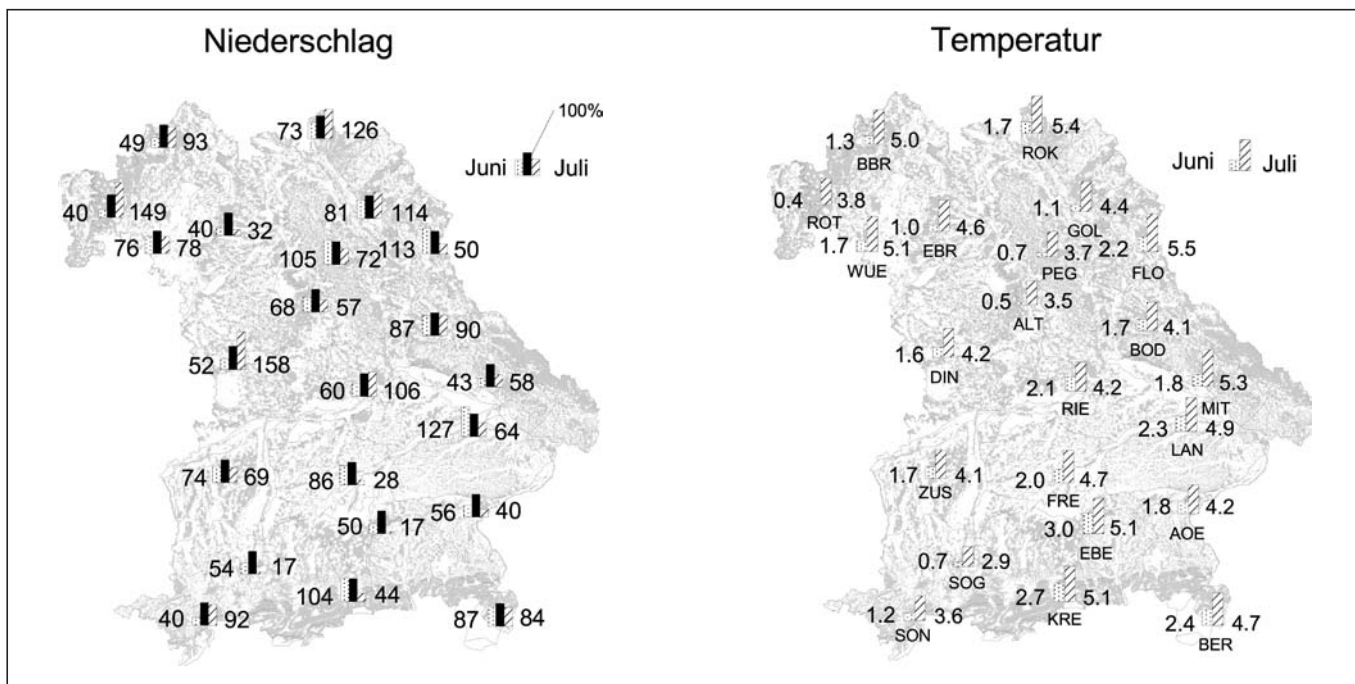 Niederschlag
100%
Juni Juli
49 93
73 126
40 149
40 32
81 114
76 78
105 72
113 50
68 57
87 90
52 158
60 106
43 58
127 64
74 69
86 28
56 40
50 17
54 17
104 44
40 92
87 84
Temperatur
Juni Juli
1.3 5.0
BBR
1.7 5.4
ROK
0.4 3.8
ROT
1.0 4.6
EBR
1.1 4.4
GOL
1.7 5.1
WUE
0.7 3.7
PEG
2.2 5.5
FLO
0.5 3.5
ALT
1.7 4.1
BOD
1.6 4.2
DIN
2.1 4.2
RIE
1.8 5.3
MIT
2.3 4.9
LAN
1.7 4.1
ZUS
2.0 4.7
FRE
1.8 4.2
AOE
3.0 5.1
EBE
0.7 2.9
SOG
2.7 5.1
KRE
1.2 3.6
SON
2.4 4.7
BER